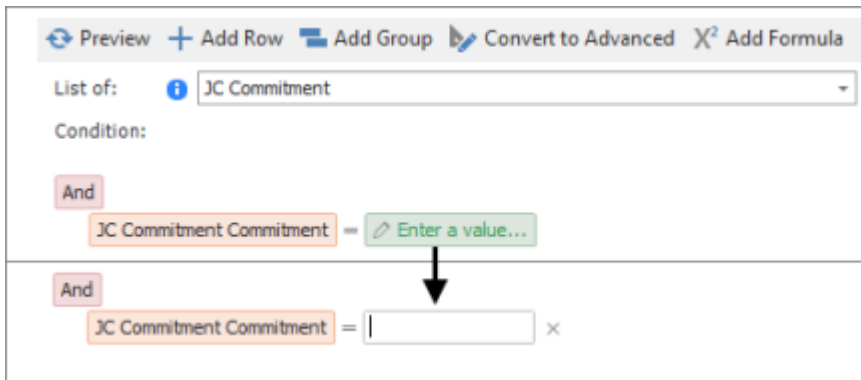 Preview Add Row Add Group Convert to Advanced X² Add Formula
List of: JC Commitment
Condition:
And
JC Commitment Commitment = Enter a value...
And
JC Commitment Commitment =